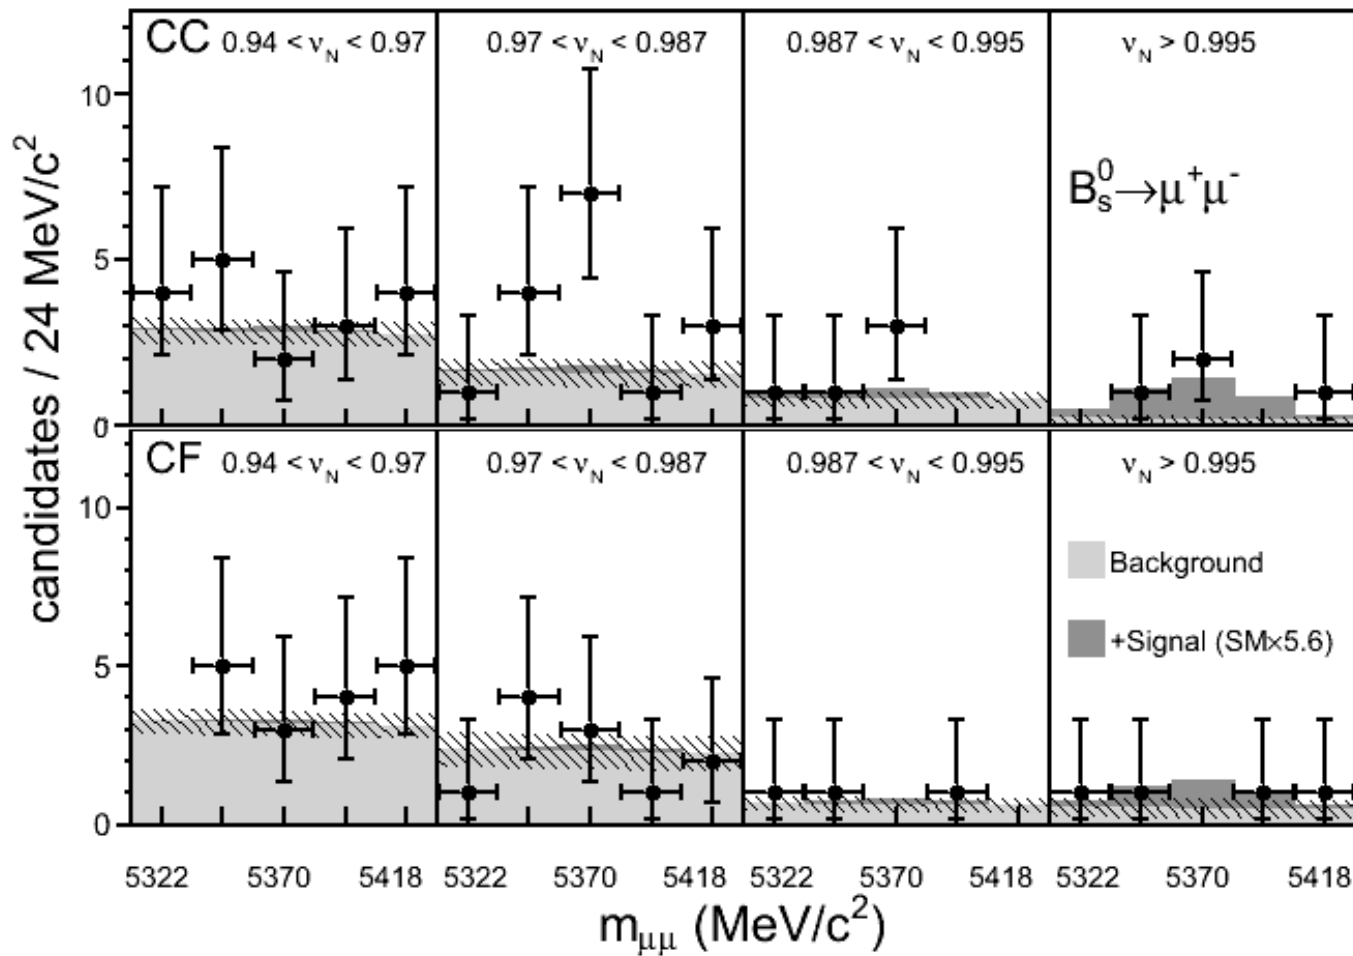 candidates / 24 MeV/c²
CC 0.94 < ν_N < 0.97
0.97 < ν_N < 0.987
0.987 < ν_N < 0.995
ν_N > 0.995
10
5
0
B⁰_s→μ⁺μ⁻
CF 0.94 < ν_N < 0.97
0.97 < ν_N < 0.987
0.987 < ν_N < 0.995
ν_N > 0.995
10
5
0
Background
+Signal (SM×5.6)
5322 5370 5418 5322 5370 5418 5322 5370 5418 5322 5370 5418
m_μμ (MeV/c²)